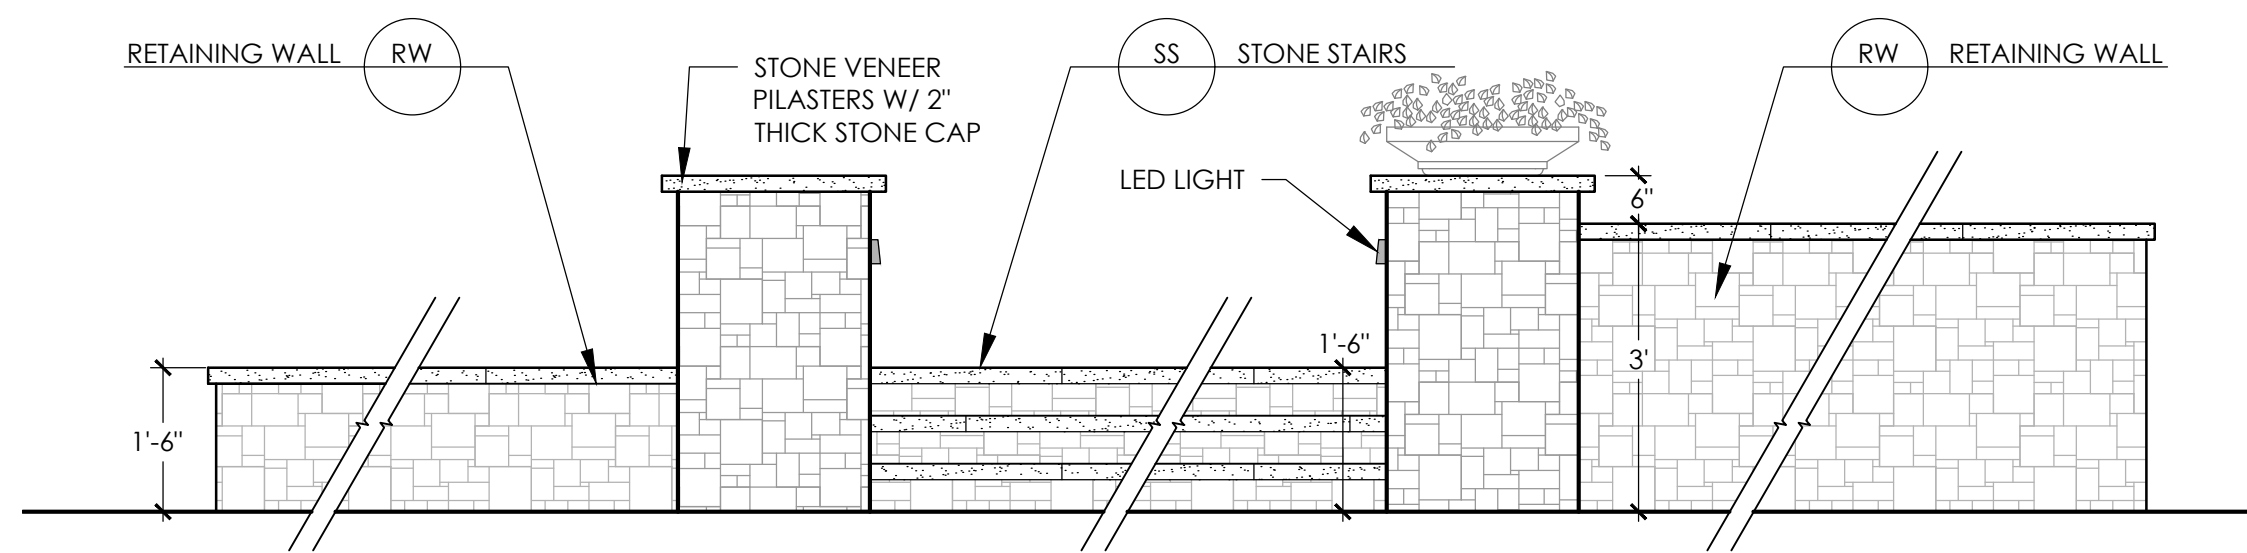 RETAINING WALL
RW
STONE VENEER
PILASTERS W/ 2"
THICK STONE CAP
SS
STONE STAIRS
RW
RETAINING WALL
LED LIGHT
6"
1'-6"
3'
1'-6"